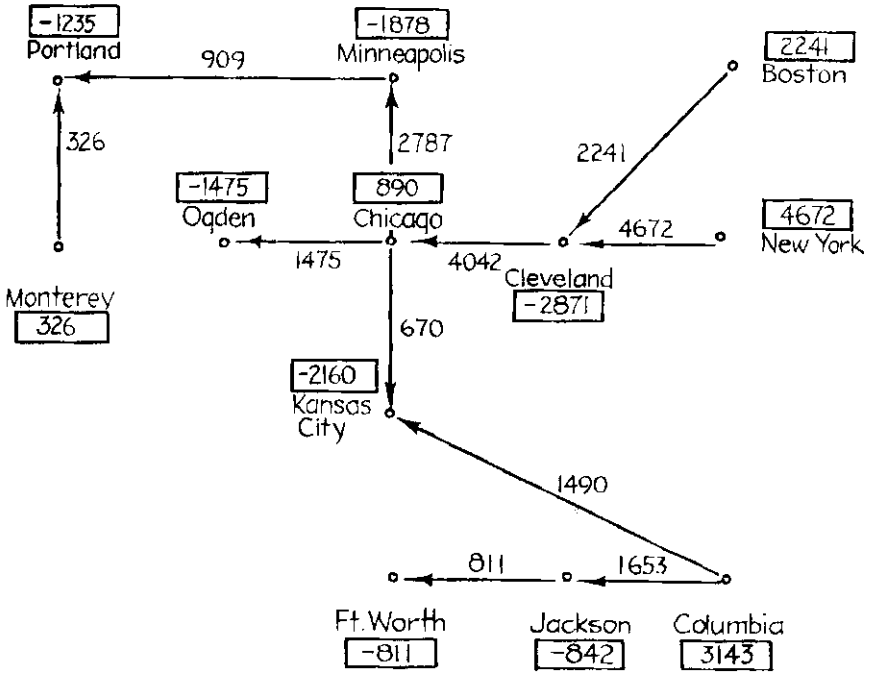 -1235
Portland
-1878
Minneapolis
2241
Boston
909
326
2787
2241
-1475
Ogden
890
Chicago
4672
New York
4672
1475
4042
Cleveland
-2871
Monterey
326
670
-2160
Kansas
City
1490
811
1653
Ft. Worth
-811
Jackson
-842
Columbia
3143